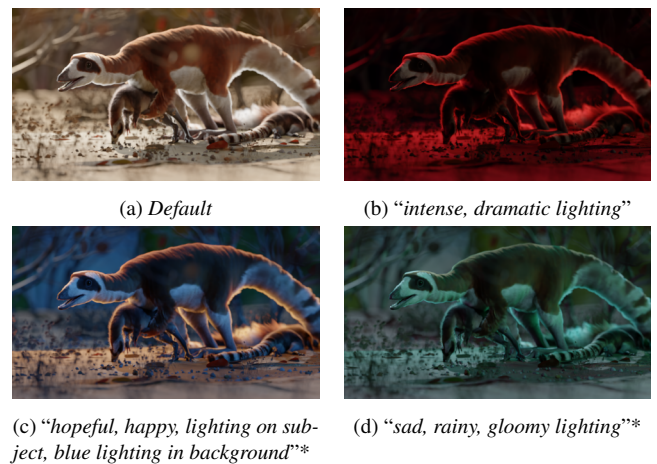 (a) Default
(b) “intense, dramatic lighting”
(c) “hopeful, happy, lighting on sub-
ject, blue lighting in background”*
(d) “sad, rainy, gloomy lighting”*